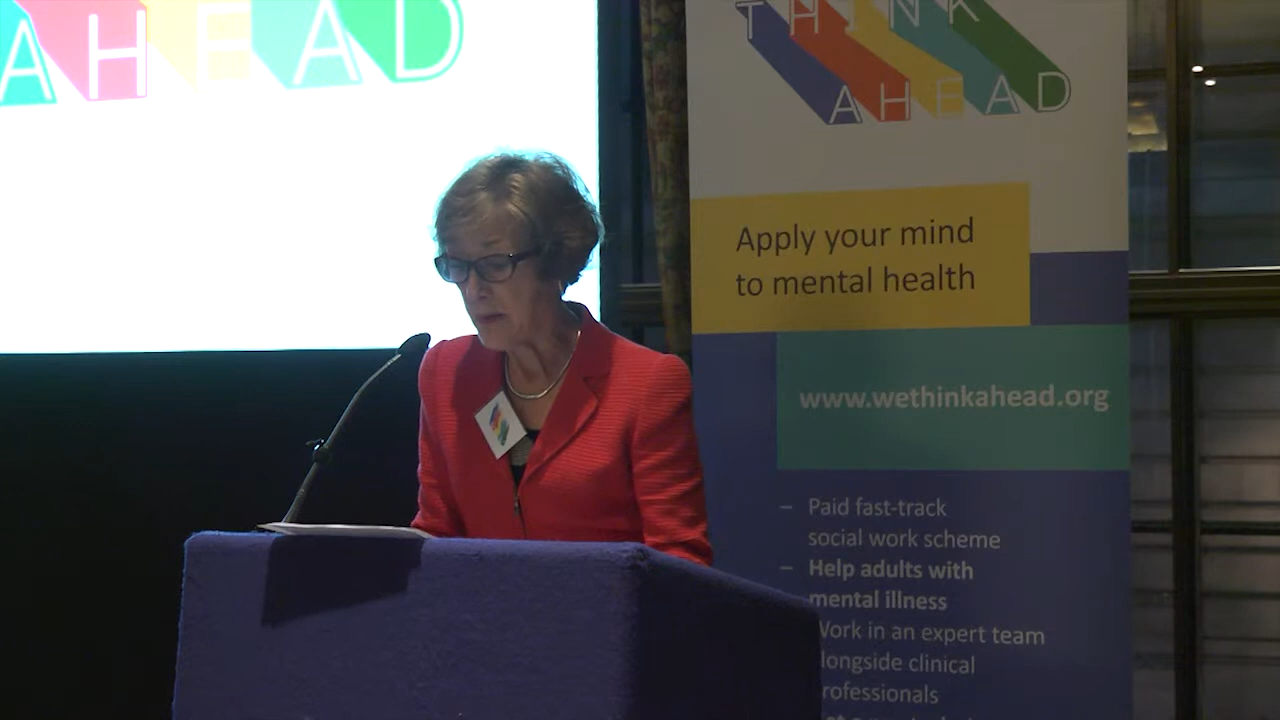 AHEAD
THINK
AHEAD
Apply your mind
to mental health
www.wethinkahead.org
– Paid fast-track
social work scheme
– Help adults with
mental illness
Work in an expert team
alongside clinical
professionals